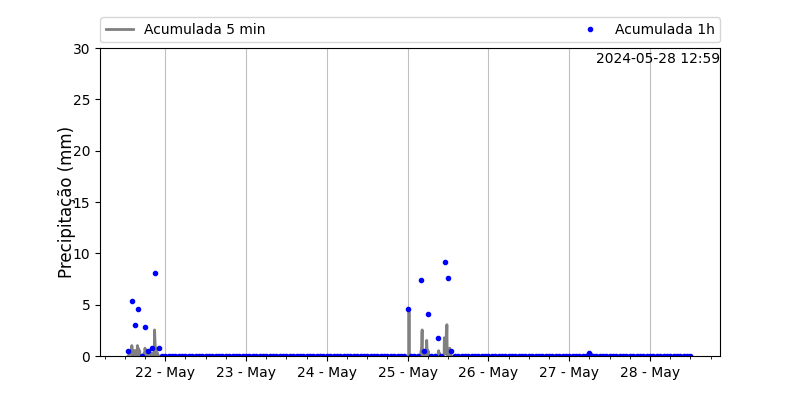 Acumulada 5 min
Acumulada 1h
2024-05-28 12:59
Precipitação (mm)
30
25
20
15
10
5
0
22 - May
23 - May
24 - May
25 - May
26 - May
27 - May
28 - May